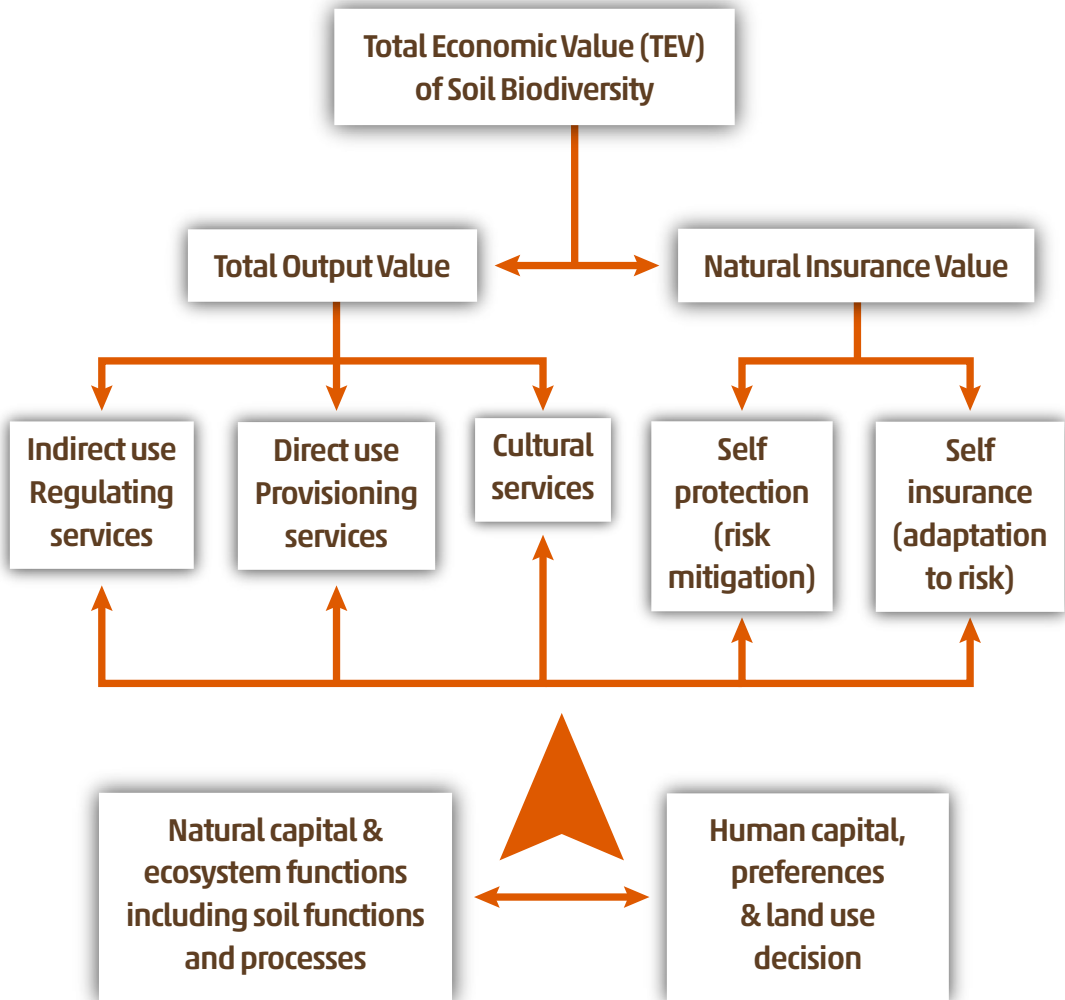 Total Economic Value (TEV)
of Soil Biodiversity
Total Output Value
Natural Insurance Value
Indirect use
Regulating
services
Direct use
Provisioning
services
Cultural
services
Self
protection
(risk
mitigation)
Self
insurance
(adaptation
to risk)
Natural capital &
ecosystem functions
including soil functions
and processes
Human capital,
preferences
& land use
decision